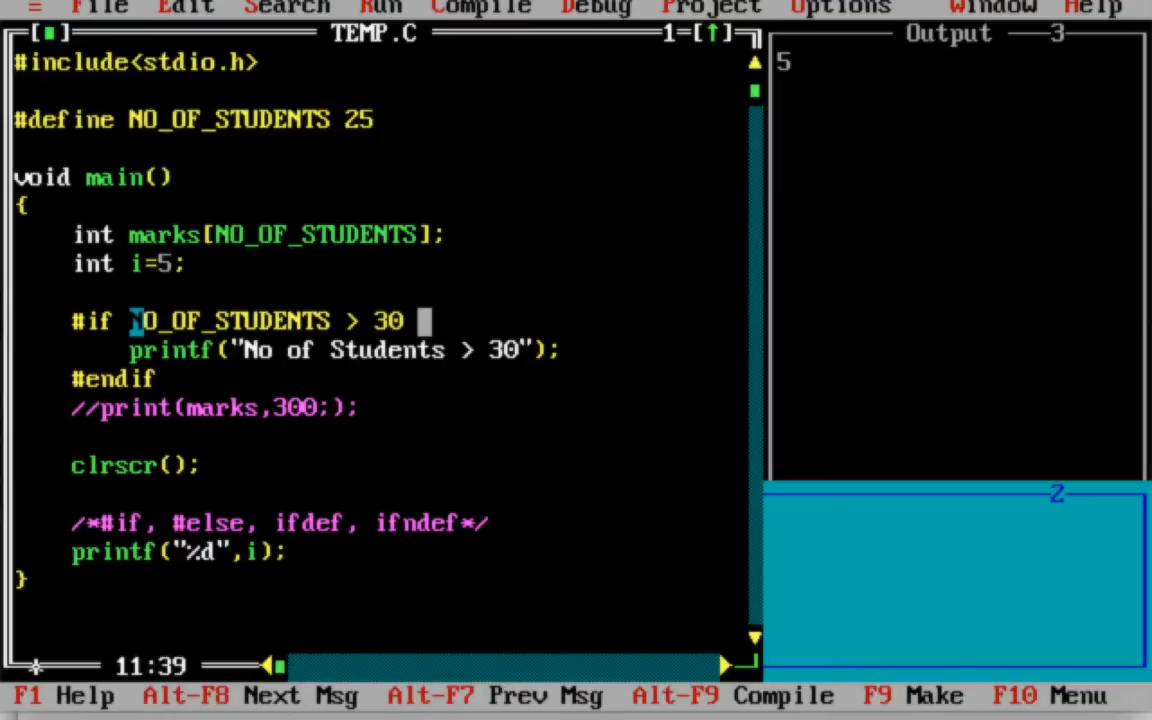 = File Edit Search Run Compile Debug Project Options Window Help
TEMP.C 1 Output 3
#include<stdio.h>
5
#define NO_OF_STUDENTS 25
void main()
{
int marks[NO_OF_STUDENTS];
int i=5;
#if NO_OF_STUDENTS > 30
printf("No of Students > 30");
#endif
//print(marks,300;);
clrscr();
2
/*#if, #else, ifdef, ifndef*/
printf("%d",i);
}
11:39
F1 Help Alt-F8 Next Msg Alt-F7 Prev Msg Alt-F9 Compile F9 Make F10 Menu